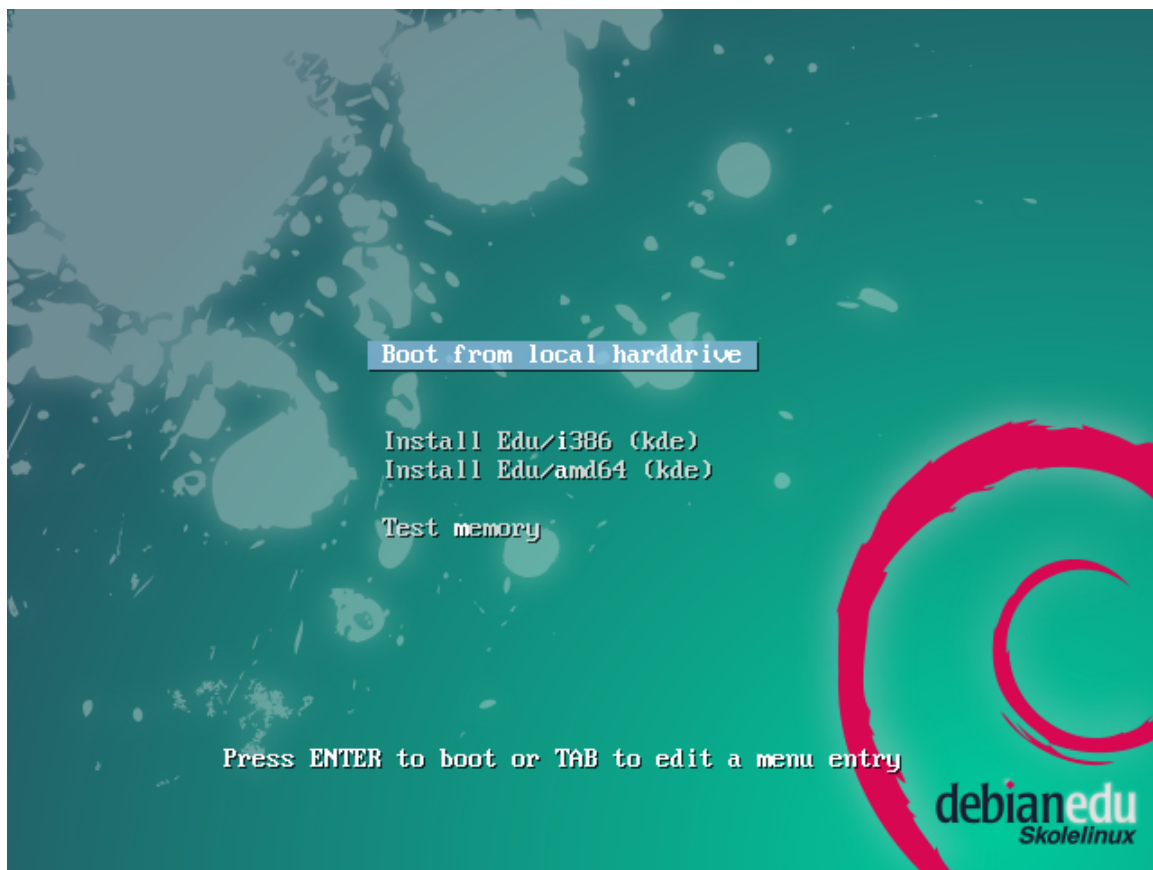 Boot from local harddrive
Install Edu/i386 (kde)
Install Edu/amd64 (kde)
Test memory
Press ENTER to boot or TAB to edit a menu entry
debianedu
Skolelinux